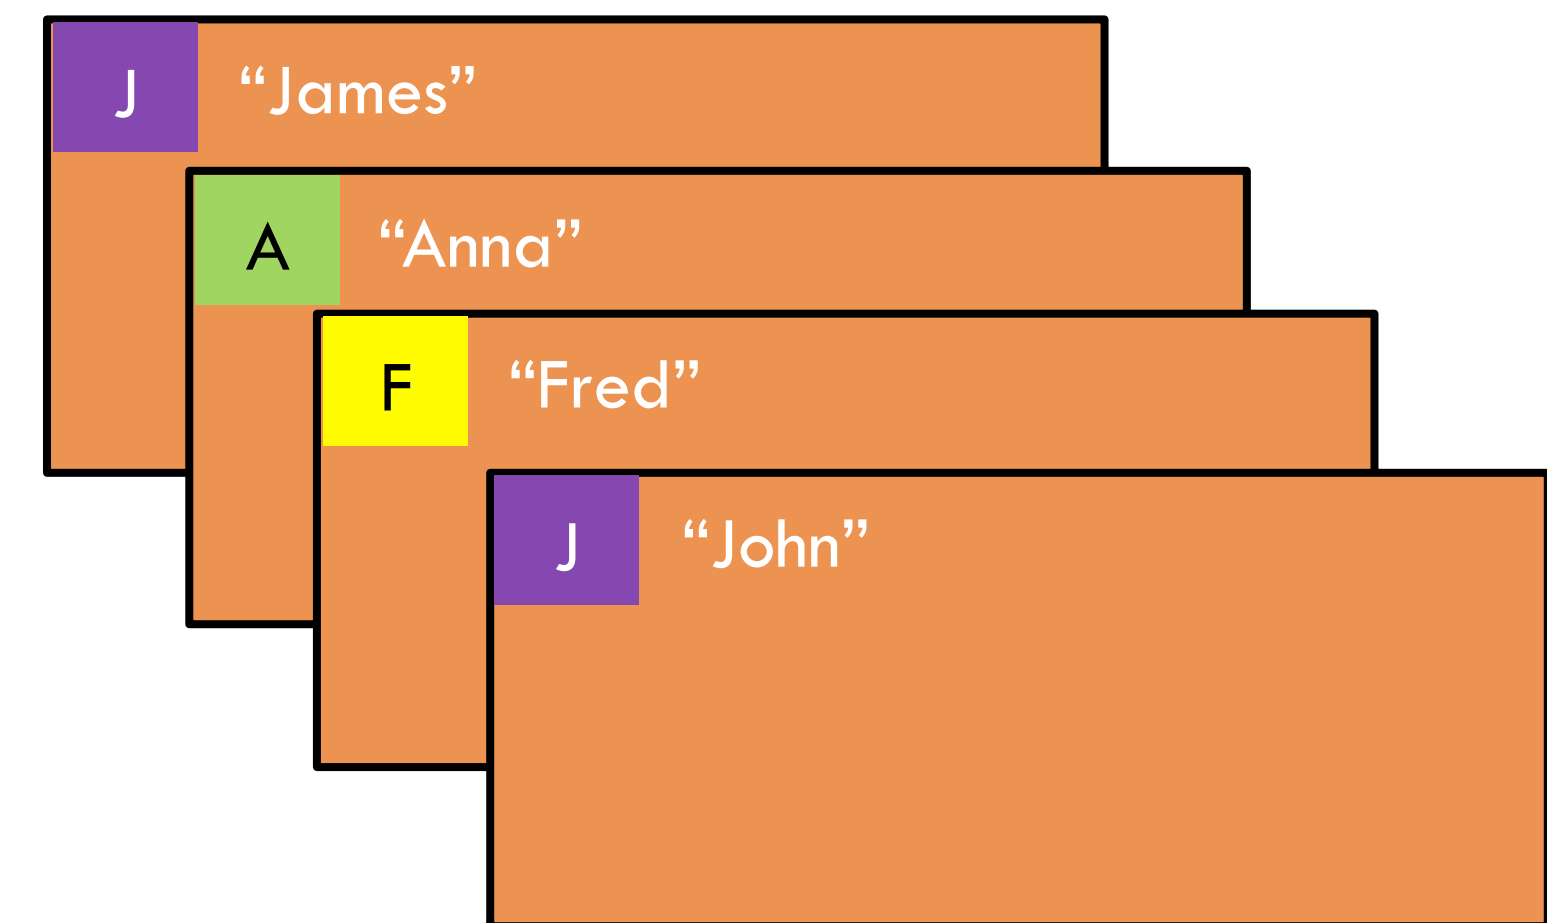 J “James”
A “Anna”
F “Fred”
J “John”